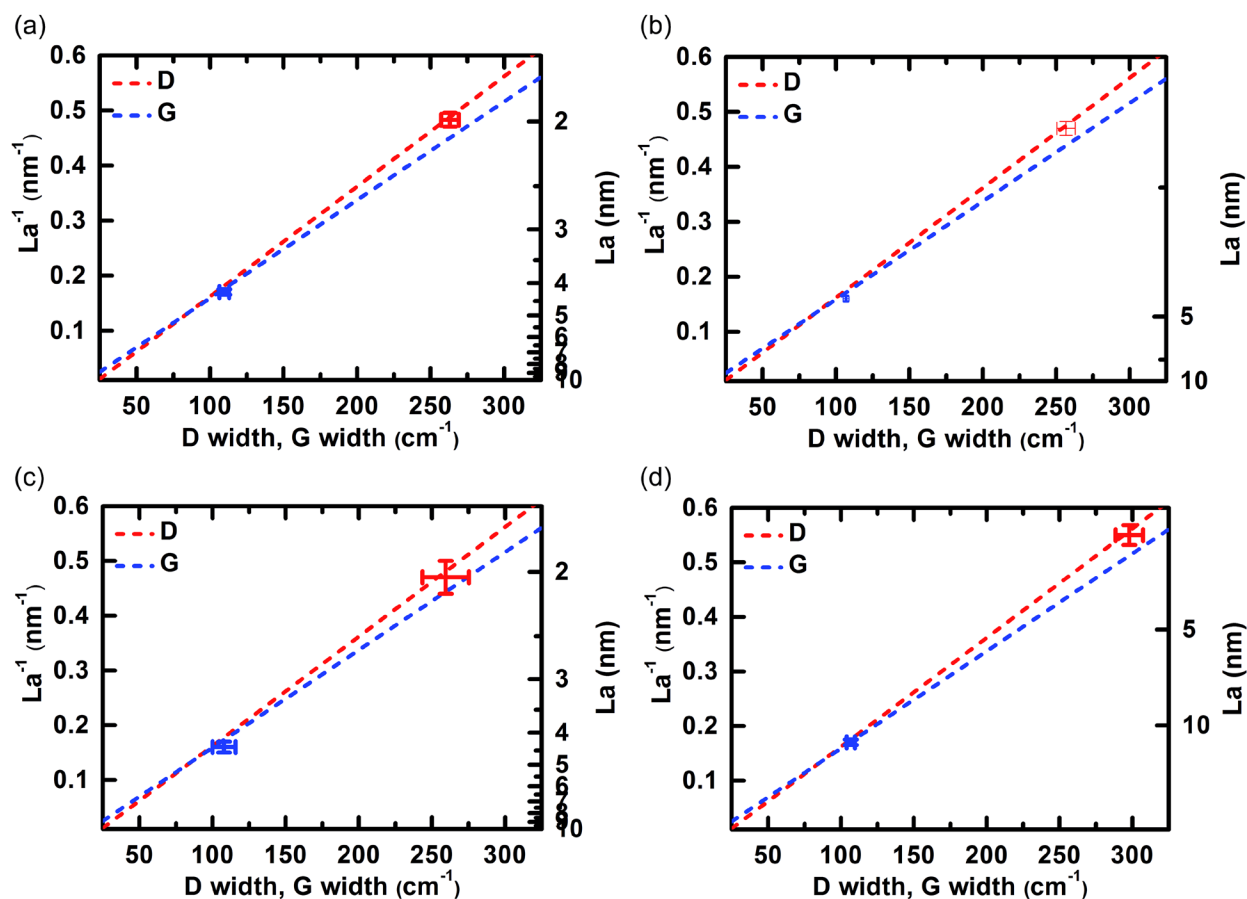 (a)
0.6
0.5
0.4
0.3
0.2
0.1
La⁻¹ (nm⁻¹)
D
G
2
3
4
5
6
7
8
9
10
La (nm)
50 100 150 200 250 300
D width, G width (cm⁻¹)
(b)
0.6
0.5
0.4
0.3
0.2
0.1
La⁻¹ (nm⁻¹)
D
G
5
10
La (nm)
50 100 150 200 250 300
D width, G width (cm⁻¹)
(c)
0.6
0.5
0.4
0.3
0.2
0.1
La⁻¹ (nm⁻¹)
D
G
2
3
4
5
6
7
8
9
10
La (nm)
50 100 150 200 250 300
D width, G width (cm⁻¹)
(d)
0.6
0.5
0.4
0.3
0.2
0.1
La⁻¹ (nm⁻¹)
D
G
5
10
La (nm)
50 100 150 200 250 300
D width, G width (cm⁻¹)